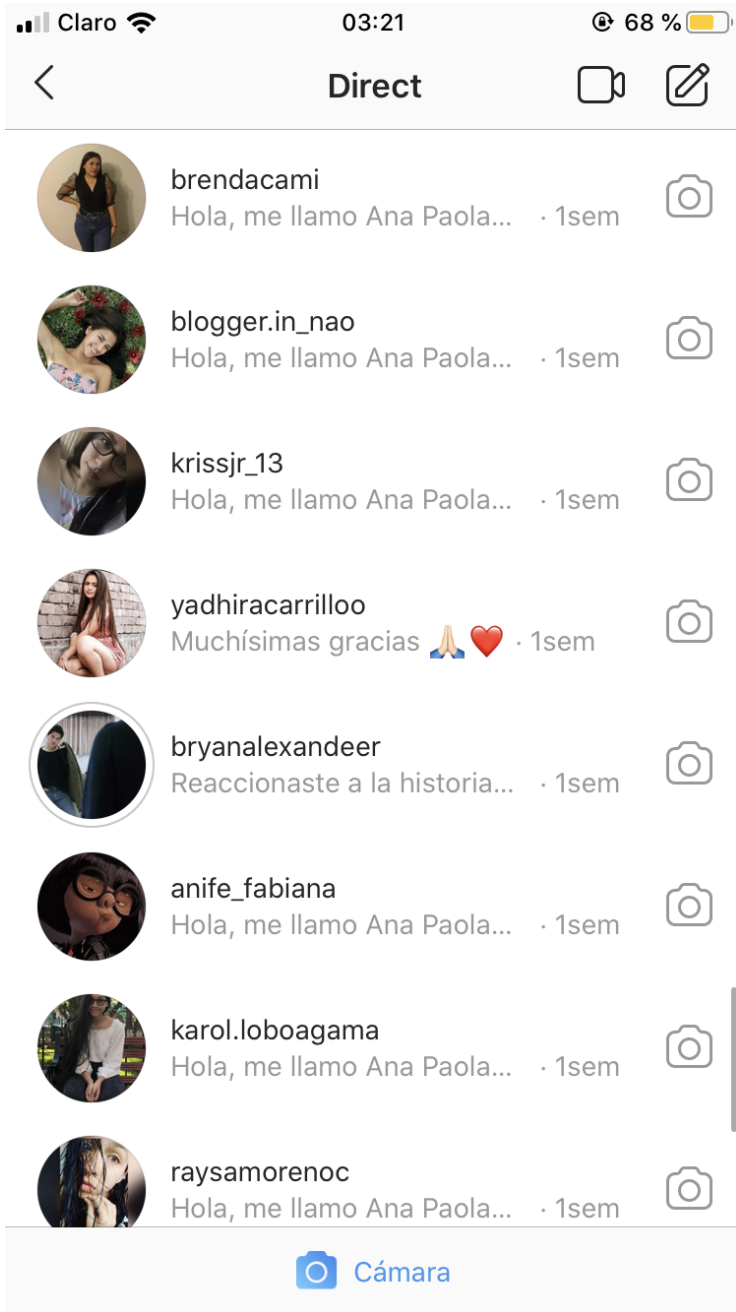 Claro 03:21 68 %
Direct
brendacami
Hola, me llamo Ana Paola... · 1sem
blogger.in_nao
Hola, me llamo Ana Paola... · 1sem
krissjr_13
Hola, me llamo Ana Paola... · 1sem
yadhiracarrilloo
Muchísimas gracias 🙏🏻❤️ · 1sem
bryanalexandeer
Reaccionaste a la historia... · 1sem
anife_fabiana
Hola, me llamo Ana Paola... · 1sem
karol.loboagama
Hola, me llamo Ana Paola... · 1sem
raysamorenoc
Hola, me llamo Ana Paola... · 1sem
Cámara